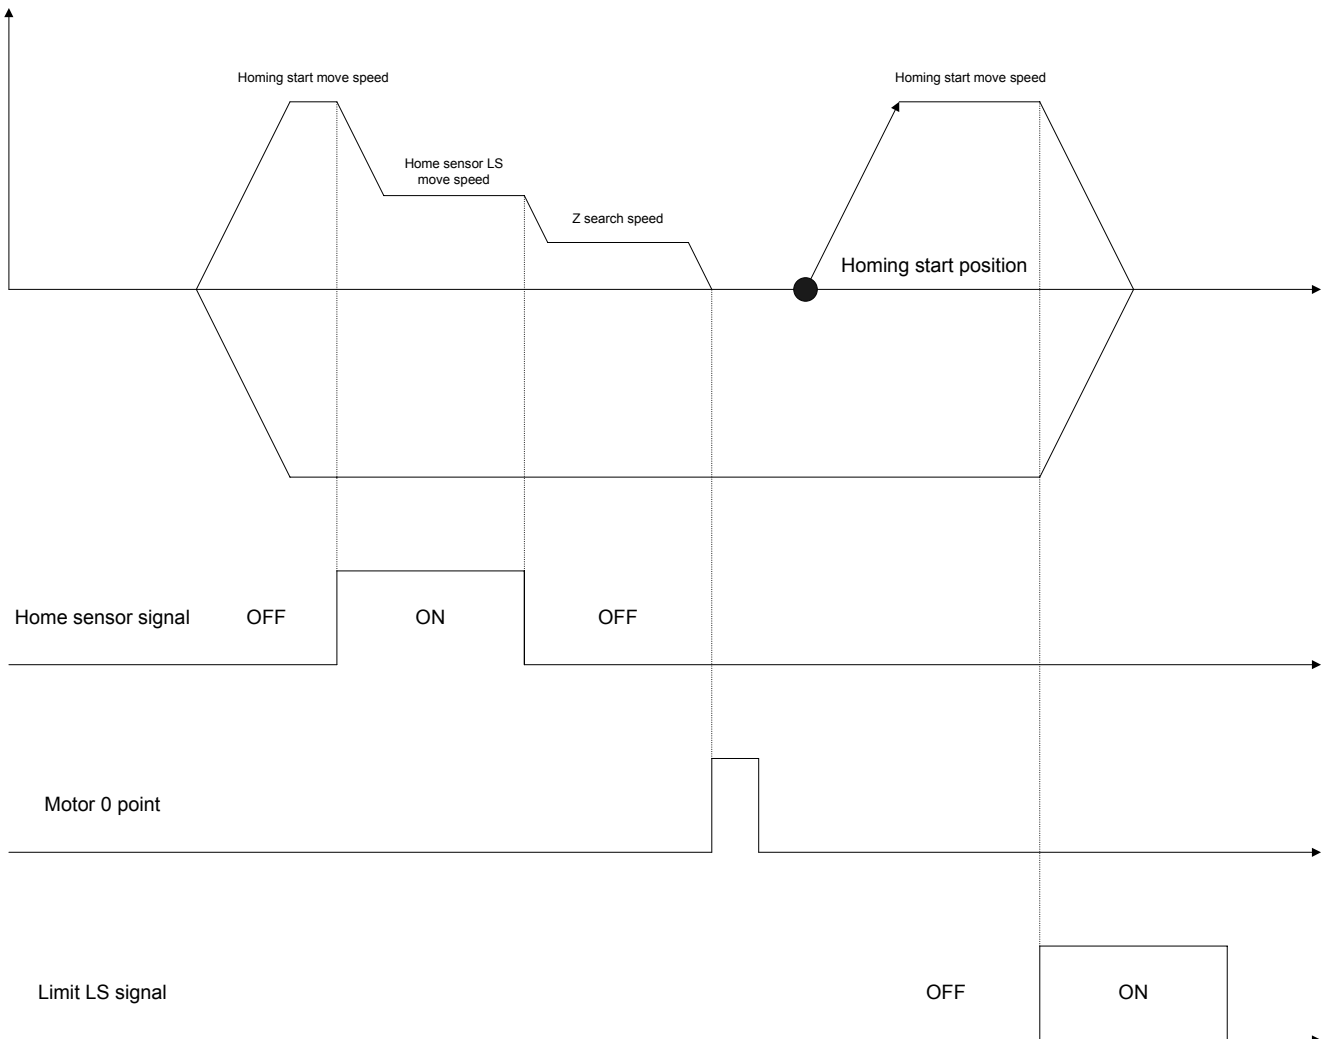 Homing start move speed
Homing start move speed
Home sensor LS
move speed
Z search speed
Homing start position
Home sensor signal
OFF
ON
OFF
Motor 0 point
Limit LS signal
OFF
ON